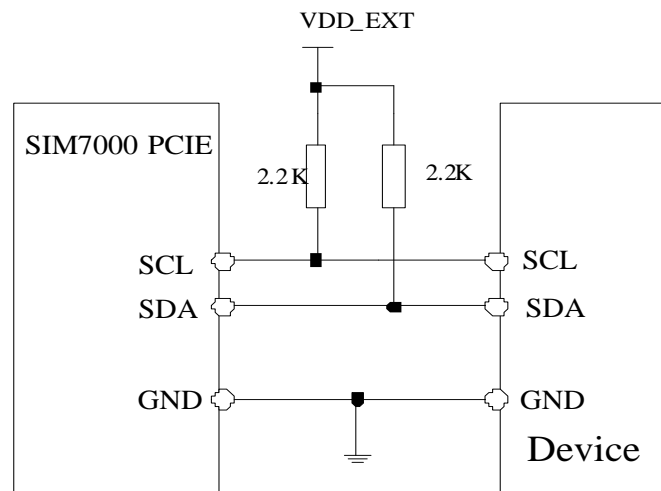 VDD_EXT
SIM7000 PCIE
2.2K 2.2K
SCL SCL
SDA SDA
GND GND
Device